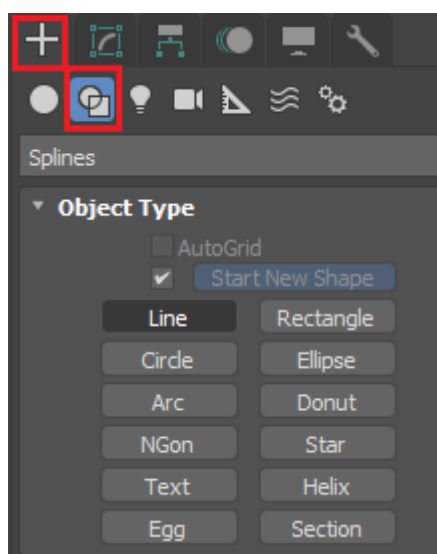 Splines
Object Type
AutoGrid
Start New Shape
Line Rectangle
Circle Ellipse
Arc Donut
NGon Star
Text Helix
Egg Section